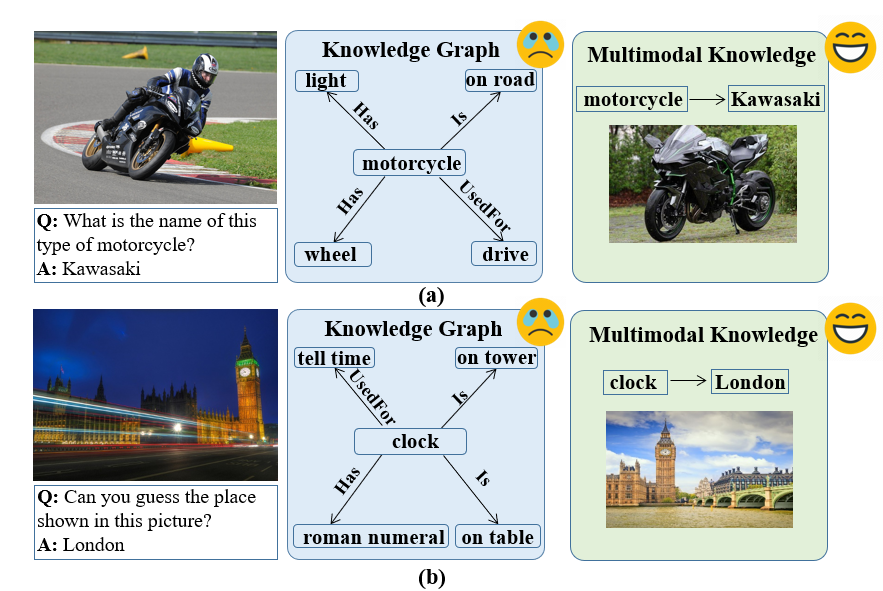 Knowledge Graph
light
on road
Has
Is
motorcycle
Has
UsedFor
wheel
drive
Multimodal Knowledge
motorcycle
Kawasaki
Q: What is the name of this
type of motorcycle?
A: Kawasaki
(a)
Knowledge Graph
tell time
on tower
UsedFor
Is
clock
Has
Is
roman numeral
on table
Multimodal Knowledge
clock
London
Q: Can you guess the place
shown in this picture?
A: London
(b)